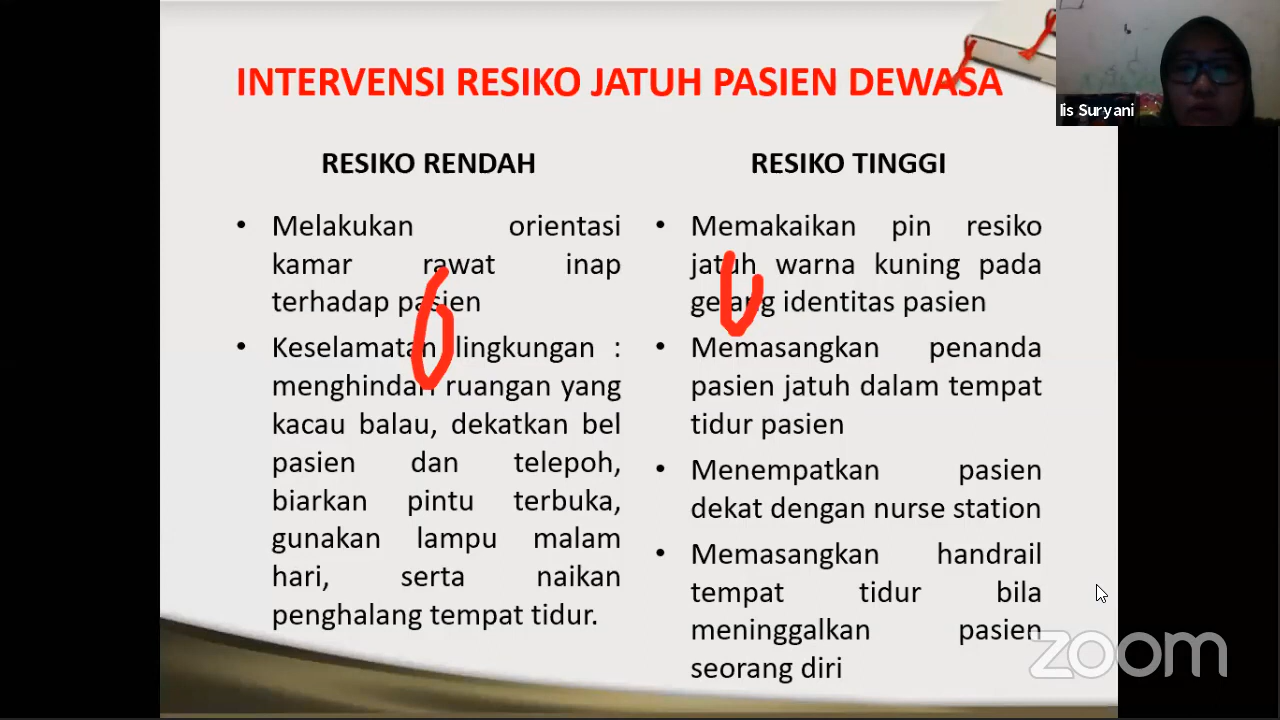 INTERVENSI RESIKO JATUH PASIEN DEWASA
Iis Suryani
RESIKO RENDAH
• Melakukan orientasi
kamar rawat inap
terhadap pasien
• Keselamatan lingkungan :
menghindari ruangan yang
kacau balau, dekatkan bel
pasien dan telepoh,
biarkan pintu terbuka,
gunakan lampu malam
hari, serta naikan
penghalang tempat tidur.
RESIKO TINGGI
• Memakaikan pin resiko
jatuh warna kuning pada
gelang identitas pasien
• Memasangkan penanda
pasien jatuh dalam tempat
tidur pasien
• Menempatkan pasien
dekat dengan nurse station
• Memasangkan handrail
tempat tidur bila
meninggalkan pasien
seorang diri
zoom